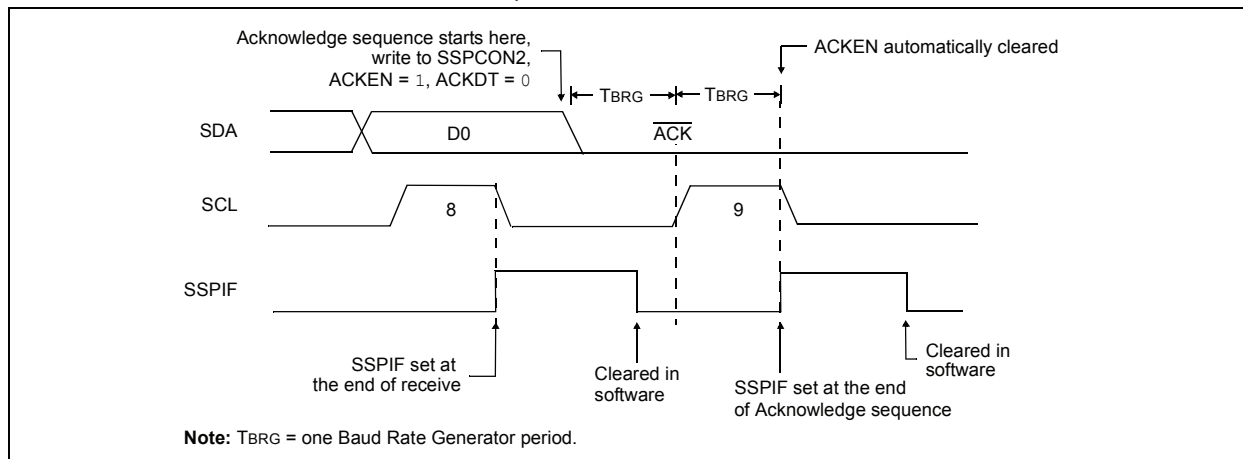 Acknowledge sequence starts here,
write to SSPCON2,
ACKEN = 1, ACKDT = 0
ACKEN automatically cleared
TBRG
TBRG
SDA
D0
ACK
SCL
8
9
SSPIF
SSPIF set at
the end of receive
Cleared in
software
SSPIF set at the end
of Acknowledge sequence
Cleared in
software
Note: TBRG = one Baud Rate Generator period.